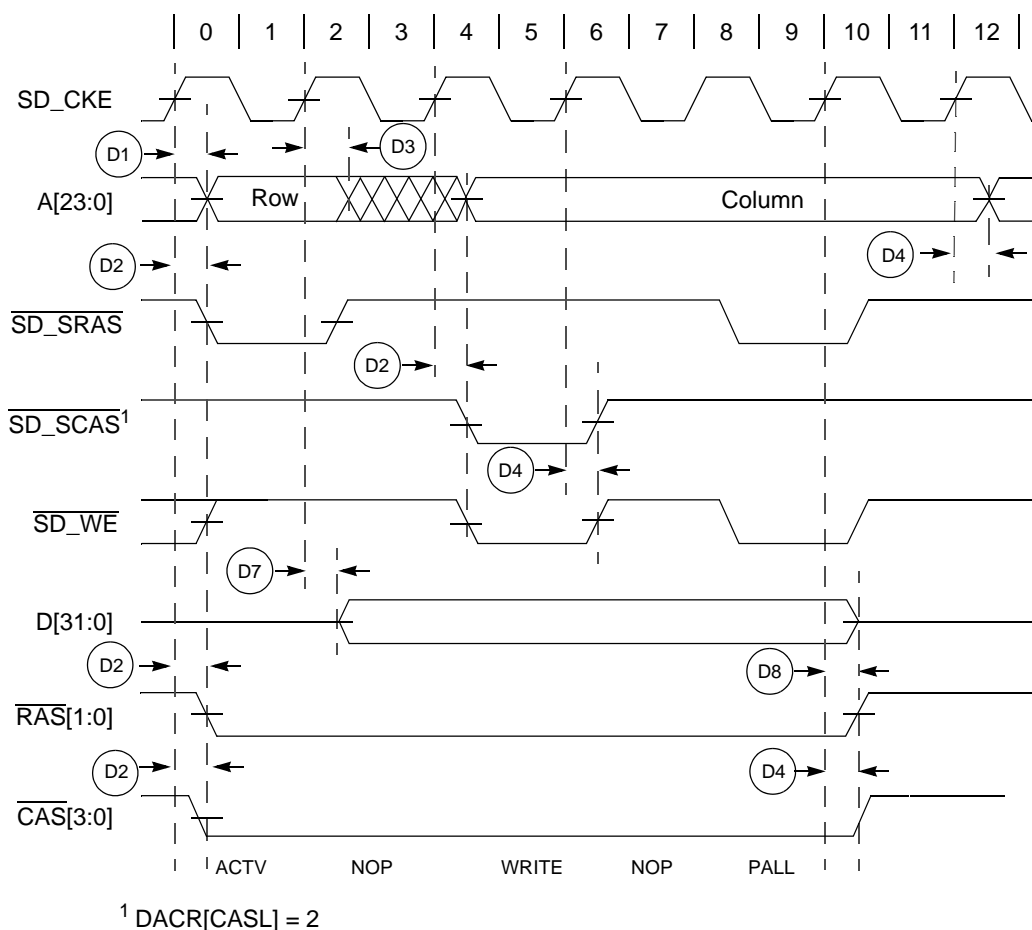 0 1 2 3 4 5 6 7 8 9 10 11 12
SD_CKE
D1
D3
A[23:0]
Row
Column
D2
D4
SD_SRAS
D2
SD_SCAS1
D4
SD_WE
D7
D[31:0]
D2
D8
RAS[1:0]
D2
D4
CAS[3:0]
ACTV NOP WRITE NOP PALL
1 DACR[CASL] = 2